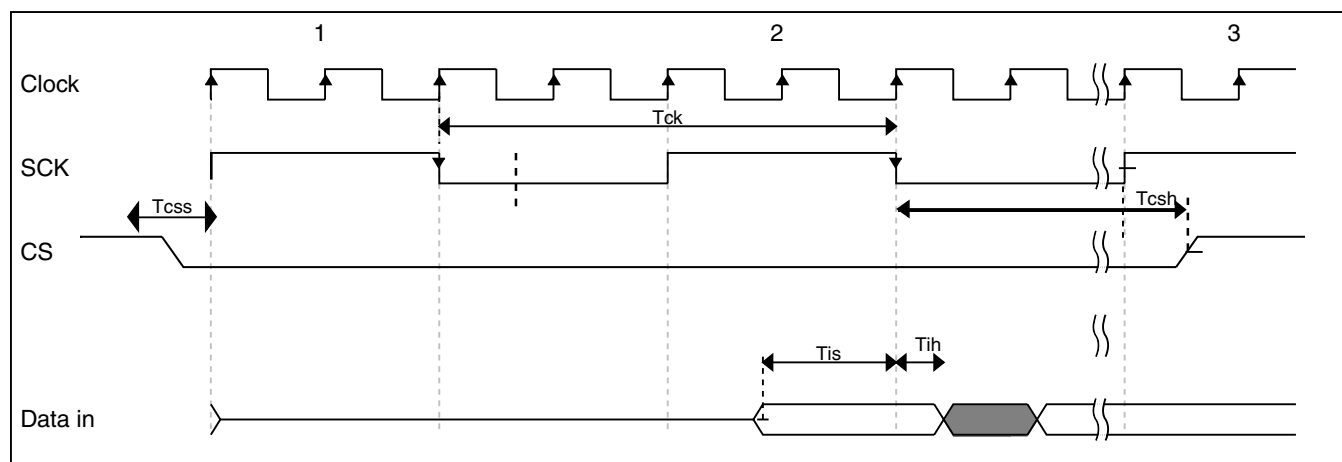 1 2 3
Clock
Tck
SCK
Tcss Tcsh
CS
Tis Tih
Data in